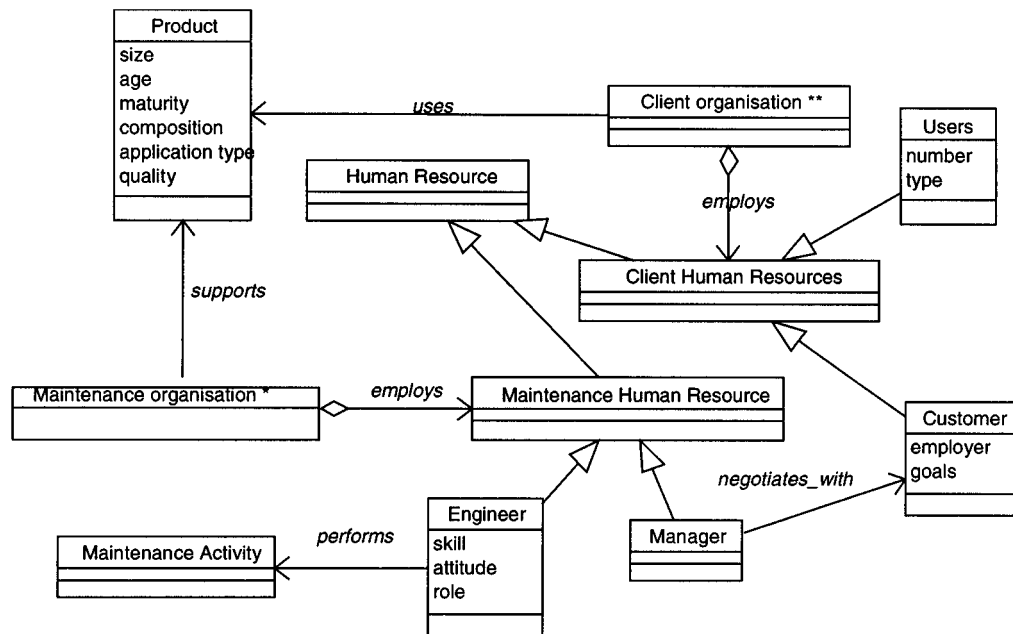 Product
size
age
maturity
composition
application type
quality
uses
Client organisation **
Users
number
type
Human Resource
employs
Client Human Resources
supports
Maintenance organisation *
employs
Maintenance Human Resource
Customer
employer
goals
negotiates_with
Engineer
skill
attitude
role
Manager
performs
Maintenance Activity